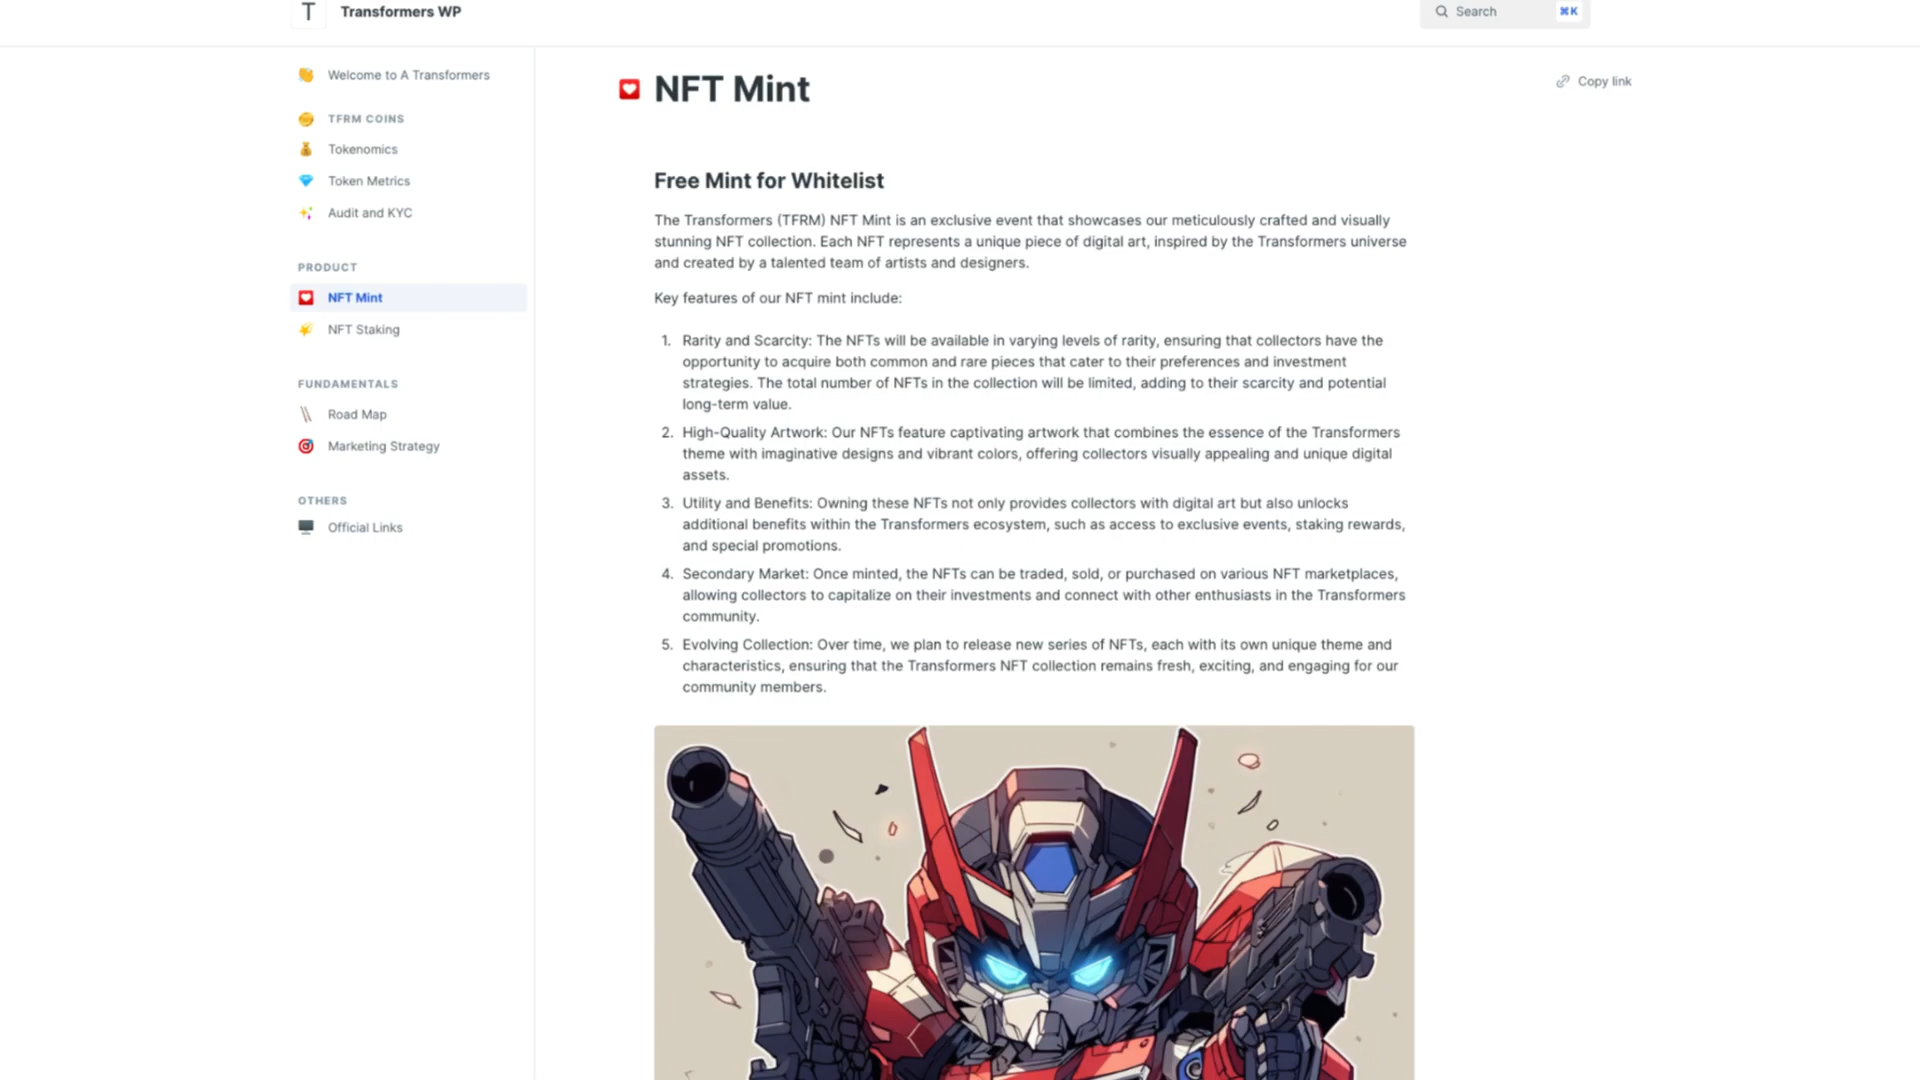 T Transformers WP
Search ⌘K
Welcome to A Transformers
TFRM COINS
Tokenomics
Token Metrics
Audit and KYC
PRODUCT
NFT Mint
NFT Staking
FUNDAMENTALS
Road Map
Marketing Strategy
OTHERS
Official Links
NFT Mint
Copy link
Free Mint for Whitelist
The Transformers (TFRM) NFT Mint is an exclusive event that showcases our meticulously crafted and visually
stunning NFT collection. Each NFT represents a unique piece of digital art, inspired by the Transformers universe
and created by a talented team of artists and designers.
Key features of our NFT mint include:
1. Rarity and Scarcity: The NFTs will be available in varying levels of rarity, ensuring that collectors have the
opportunity to acquire both common and rare pieces that cater to their preferences and investment
strategies. The total number of NFTs in the collection will be limited, adding to their scarcity and potential
long-term value.
2. High-Quality Artwork: Our NFTs feature captivating artwork that combines the essence of the Transformers
theme with imaginative designs and vibrant colors, offering collectors visually appealing and unique digital
assets.
3. Utility and Benefits: Owning these NFTs not only provides collectors with digital art but also unlocks
additional benefits within the Transformers ecosystem, such as access to exclusive events, staking rewards,
and special promotions.
4. Secondary Market: Once minted, the NFTs can be traded, sold, or purchased on various NFT marketplaces,
allowing collectors to capitalize on their investments and connect with other enthusiasts in the Transformers
community.
5. Evolving Collection: Over time, we plan to release new series of NFTs, each with its own unique theme and
characteristics, ensuring that the Transformers NFT collection remains fresh, exciting, and engaging for our
community members.